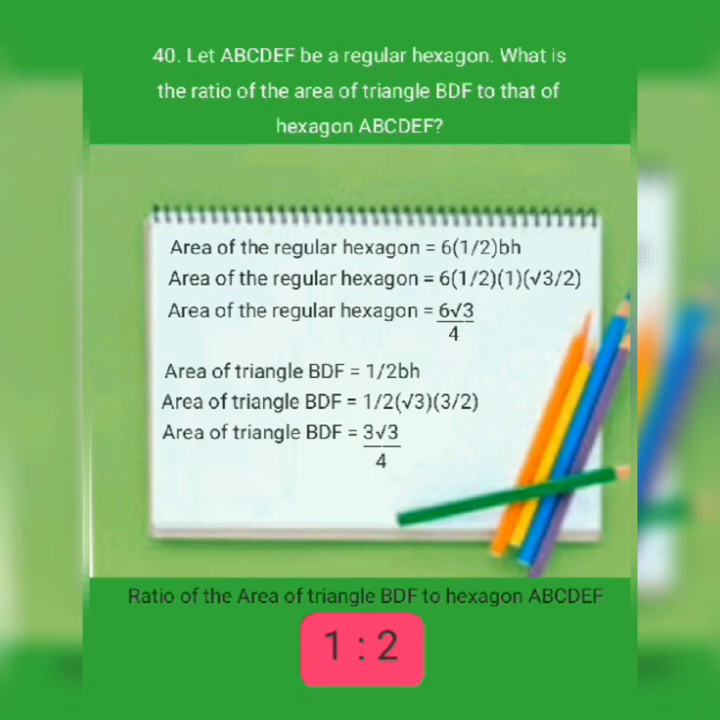 40. Let ABCDEF be a regular hexagon. What is
the ratio of the area of triangle BDF to that of
hexagon ABCDEF?
Area of the regular hexagon = 6(1/2)bh
Area of the regular hexagon = 6(1/2)(1)(√3/2)
Area of the regular hexagon = 6√3
4
Area of triangle BDF = 1/2bh
Area of triangle BDF = 1/2(√3)(3/2)
Area of triangle BDF = 3√3
4
Ratio of the Area of triangle BDF to hexagon ABCDEF
1 : 2